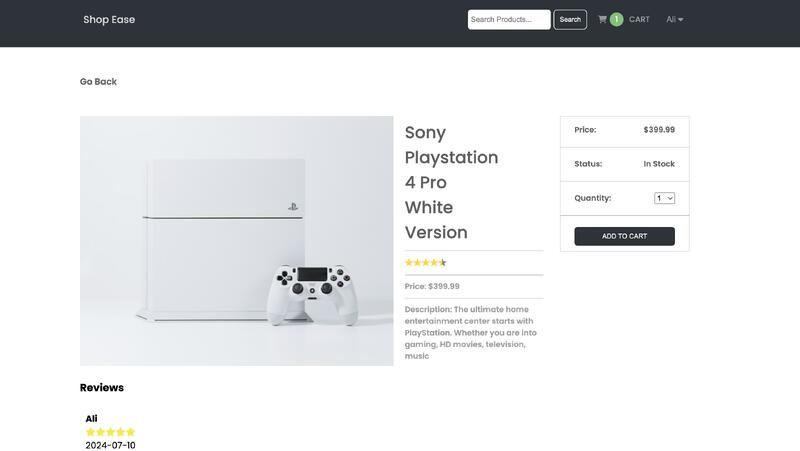 Shop Ease
Search Products...
Search
1
CART
Ali
Go Back
Sony
Playstation
4 Pro
White
Version
Price: $399.99
Description: The ultimate home
entertainment center starts with
PlayStation. Whether you are into
gaming, HD movies, television,
music
Price: $399.99
Status: In Stock
Quantity: 1
ADD TO CART
Reviews
Ali
2024-07-10